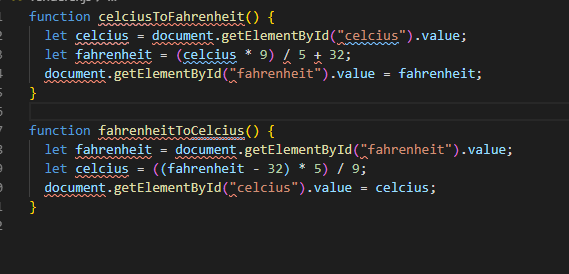 function celciusToFahrenheit() {
let celcius = document.getElementById("celcius").value;
let fahrenheit = (celcius * 9) / 5 + 32;
document.getElementById("fahrenheit").value = fahrenheit;
}
function fahrenheitToCelcius() {
let fahrenheit = document.getElementById("fahrenheit").value;
let celcius = ((fahrenheit - 32) * 5) / 9;
document.getElementById("celcius").value = celcius;
}